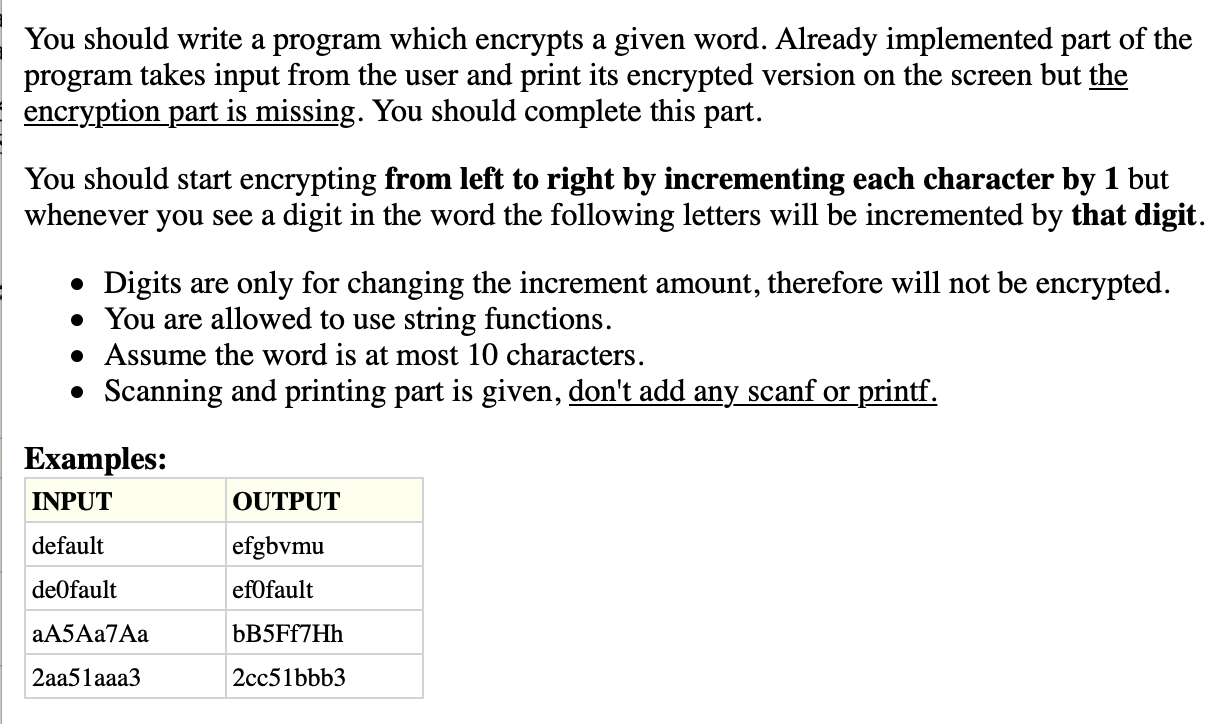 You should write a program which encrypts a given word. Already implemented part of the
program takes input from the user and print its encrypted version on the screen but the
encryption part is missing. You should complete this part.
You should start encrypting from left to right by incrementing each character by 1 but
whenever you see a digit in the word the following letters will be incremented by that digit.
• Digits are only for changing the increment amount, therefore will not be encrypted.
• You are allowed to use string functions.
• Assume the word is at most 10 characters.
• Scanning and printing part is given, don't add any scanf or printf.
Examples:
INPUT OUTPUT
default efgbvmu
de0fault ef0fault
aA5Aa7Aa bB5Ff7Hh
2aa51aaa3 2cc51bbb3